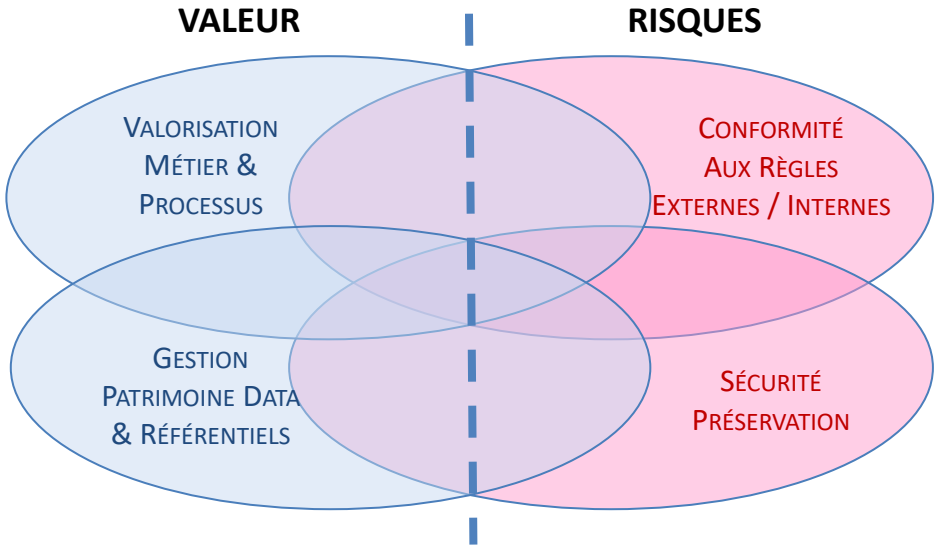 VALEUR
RISQUES
Valorisation
Métier &
Processus
Conformité
Aux Règles
Externes / Internes
Gestion
Patrimoine Data
& Référentiels
Sécurité
Préservation